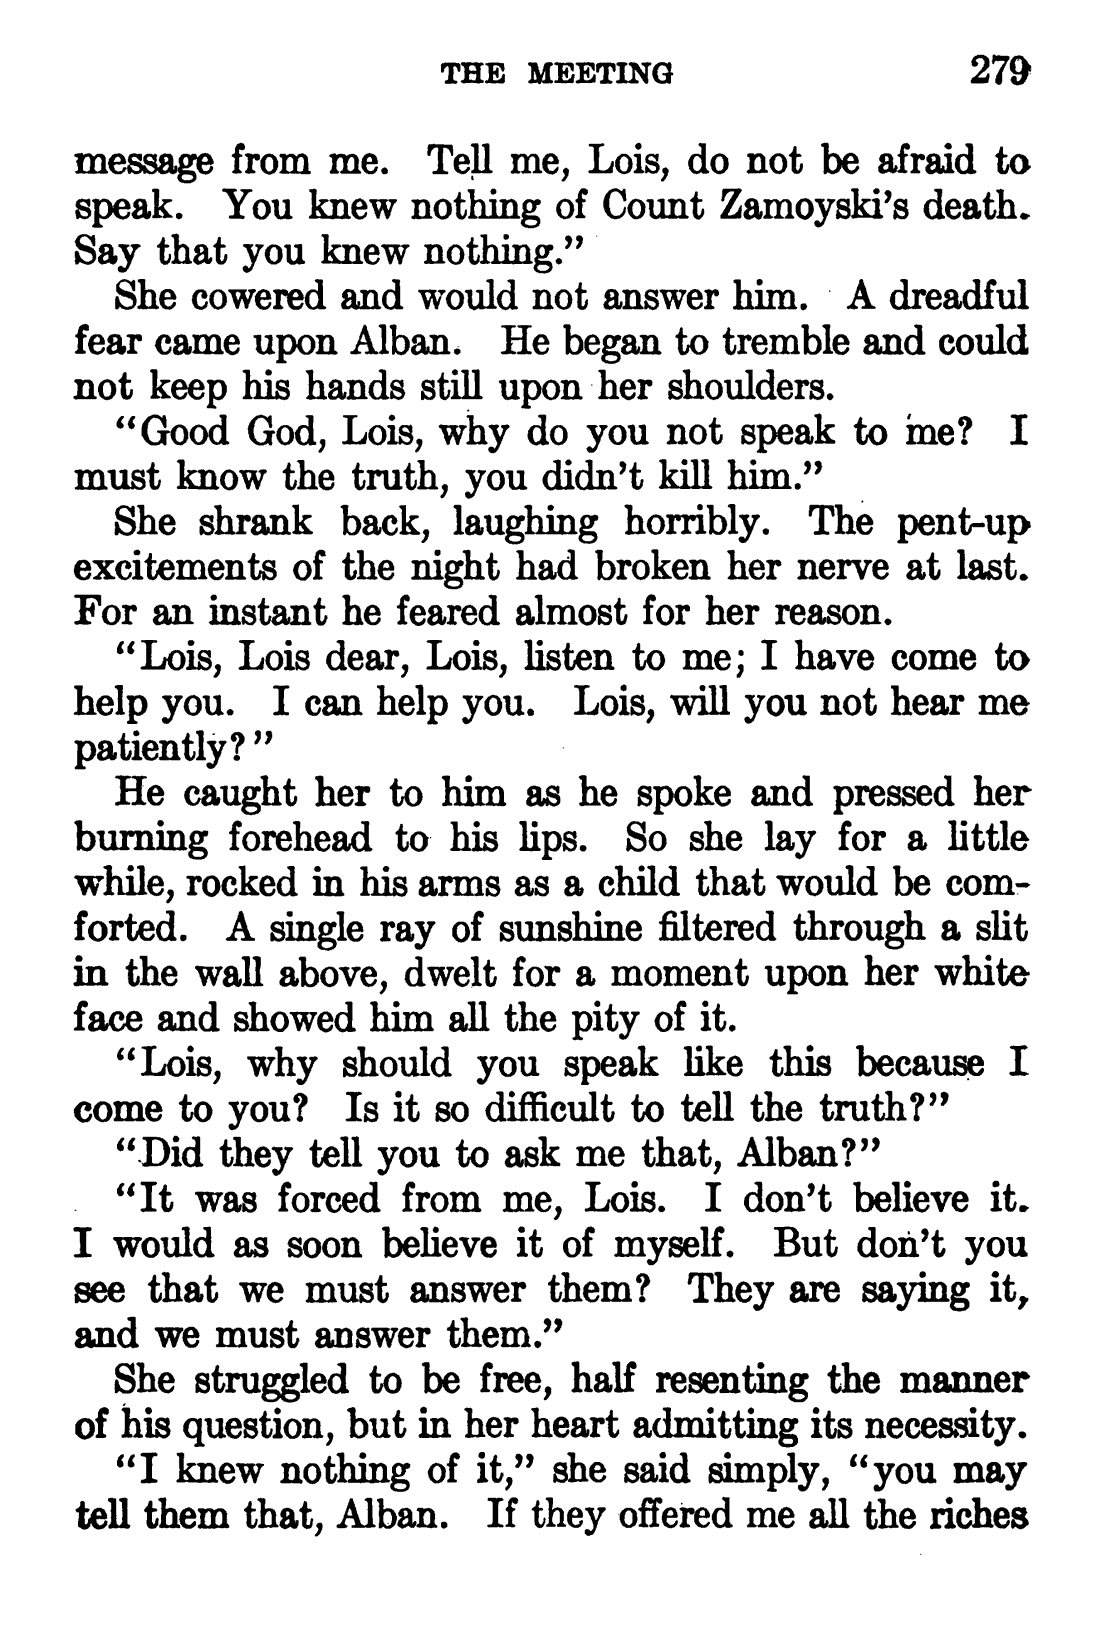 THE MEETING 279
message from me. Tell me, Lois, do not be afraid to
speak. You knew nothing of Count Zamoyski's death.
Say that you knew nothing."
She cowered and would not answer him. A dreadful
fear came upon Alban. He began to tremble and could
not keep his hands still upon her shoulders.
"Good God, Lois, why do you not speak to me? I
must know the truth, you didn't kill him."
She shrank back, laughing horribly. The pent-up
excitements of the night had broken her nerve at last.
For an instant he feared almost for her reason.
"Lois, Lois dear, Lois, listen to me; I have come to
help you. I can help you. Lois, will you not hear me
patiently?"
He caught her to him as he spoke and pressed her
burning forehead to his lips. So she lay for a little
while, rocked in his arms as a child that would be com-
forted. A single ray of sunshine filtered through a slit
in the wall above, dwelt for a moment upon her white
face and showed him all the pity of it.
"Lois, why should you speak like this because I
come to you? Is it so difficult to tell the truth?"
"Did they tell you to ask me that, Alban?"
"It was forced from me, Lois. I don't believe it.
I would as soon believe it of myself. But don't you
see that we must answer them? They are saying it,
and we must answer them."
She struggled to be free, half resenting the manner
of his question, but in her heart admitting its necessity.
"I knew nothing of it," she said simply, "you may
tell them that, Alban. If they offered me all the riches